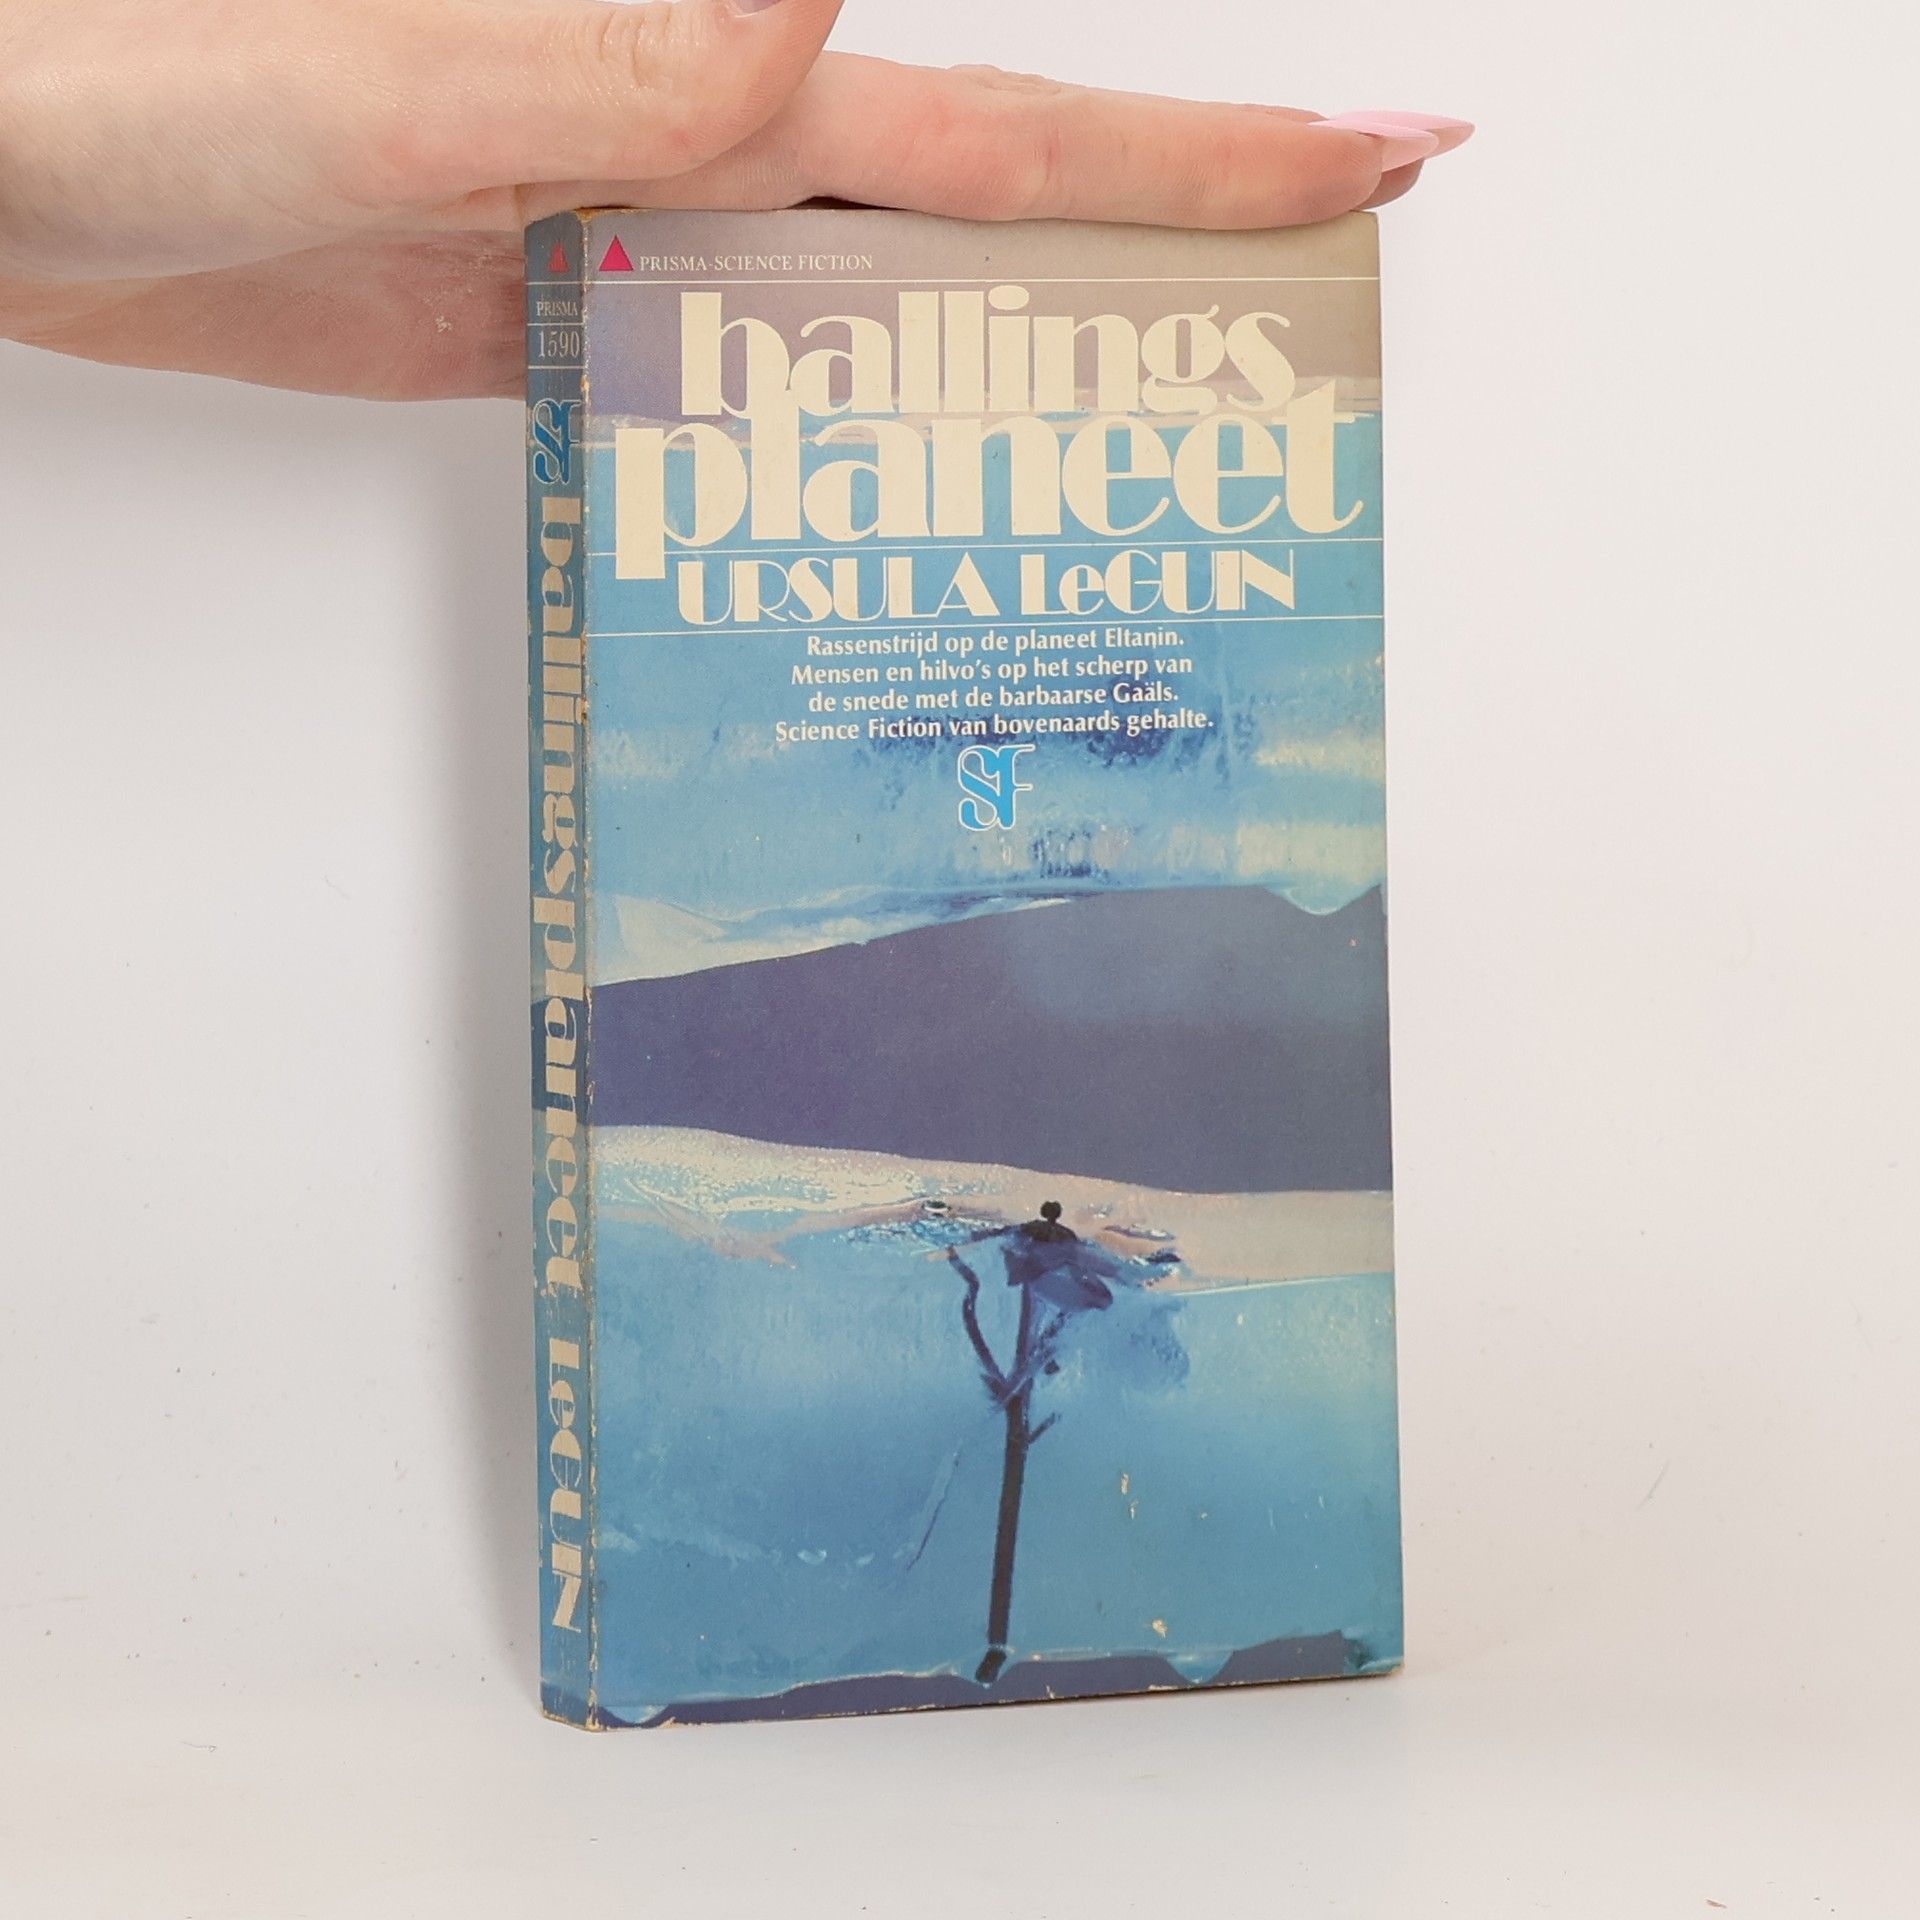 PRISMA-SCIENCE FICTION
ballings
planeet
URSULA LeGUIN
Rassenstrijd op de planeet Eltanin.
Mensen en hilvo's op het scherp van
de snede met de barbaarse Gaäls.
Science Fiction van bovenaards gehalte.
SF
PRISMA
1590
SF
ballingsplaneet LeGUIN